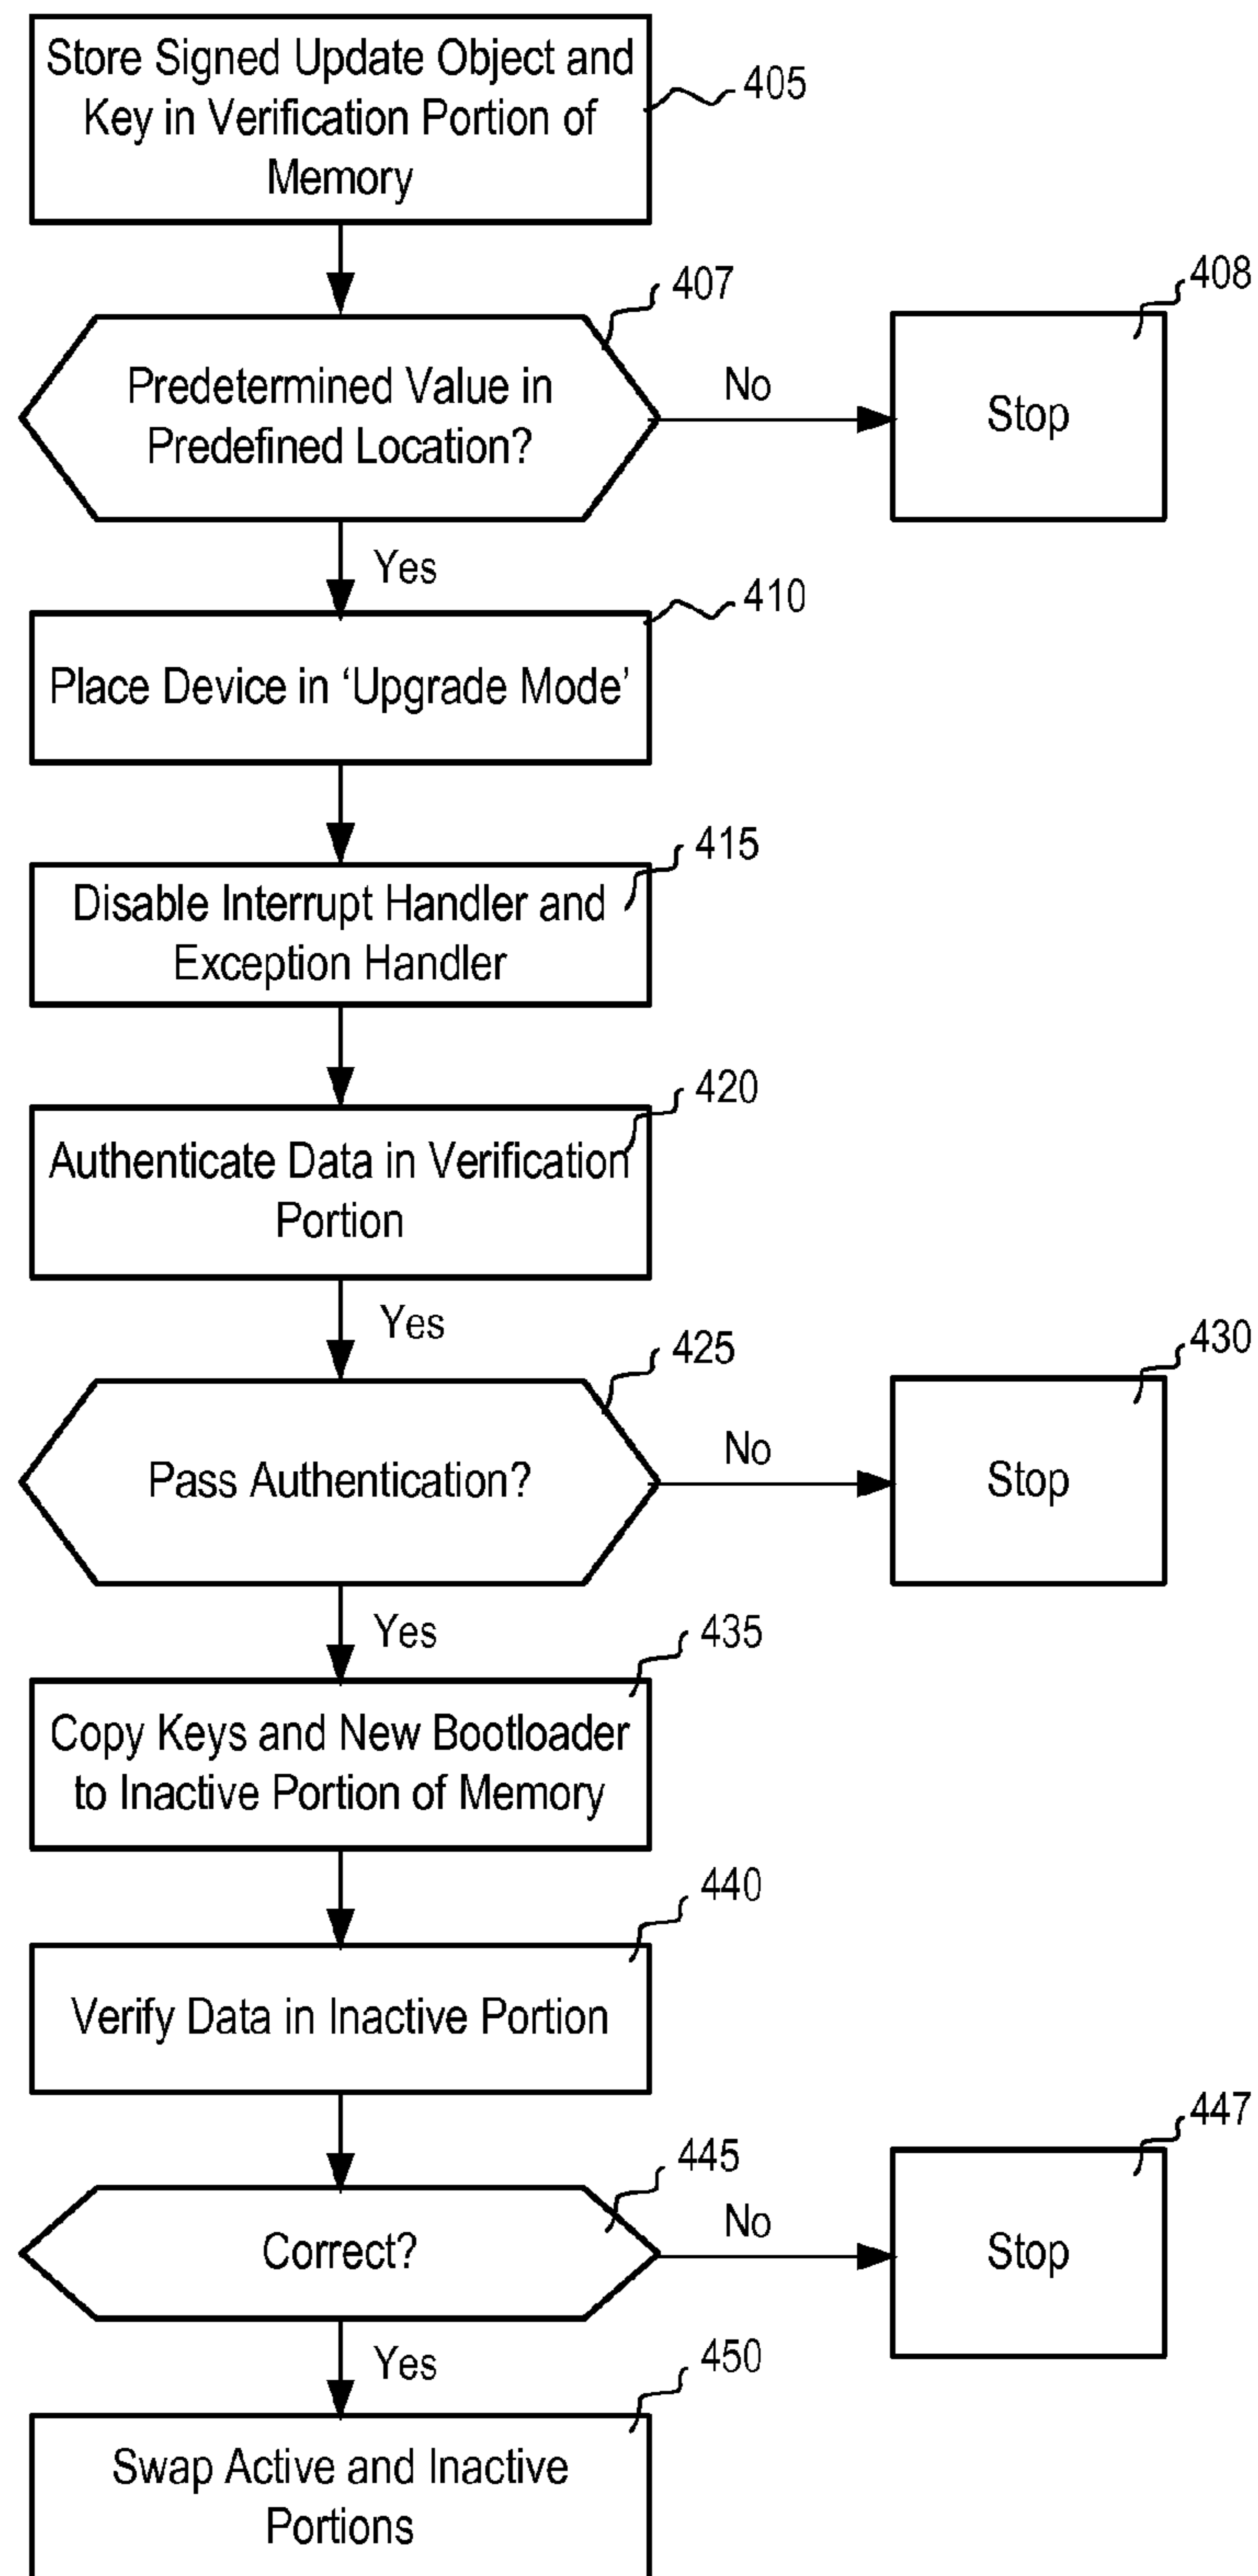 Store Signed Update Object and
Key in Verification Portion of
Memory
405
407
408
Predetermined Value in
Predefined Location?
No
Stop
Yes
410
Place Device in ‘Upgrade Mode’
415
Disable Interrupt Handler and
Exception Handler
420
Authenticate Data in Verification
Portion
Yes
425
430
Pass Authentication?
No
Stop
Yes
435
Copy Keys and New Bootloader
to Inactive Portion of Memory
440
Verify Data in Inactive Portion
445
447
Correct?
No
Stop
Yes
450
Swap Active and Inactive
Portions